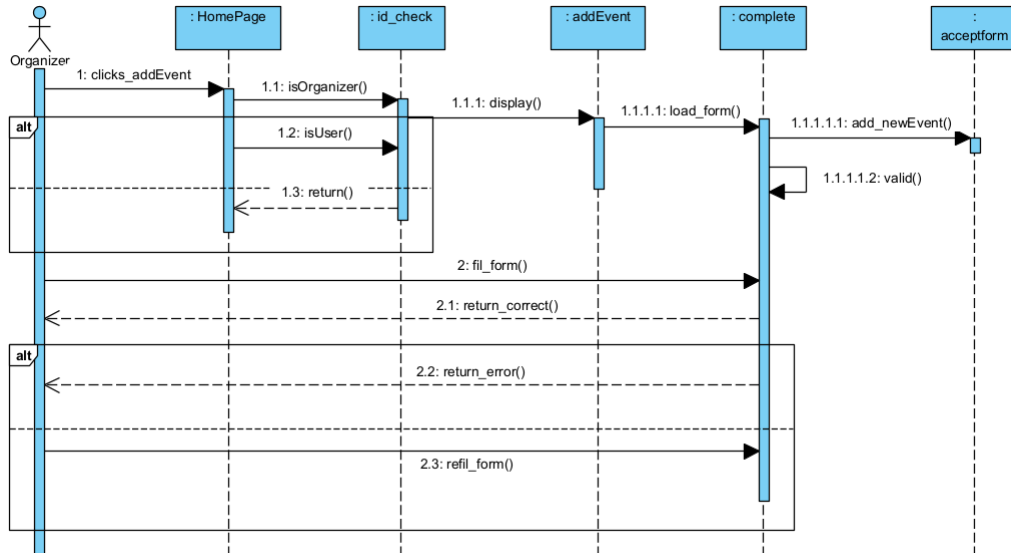 : HomePage
: id_check
: addEvent
: complete
:
acceptform
Organizer
1: clicks_addEvent
1.1: isOrganizer()
1.1.1: display()
1.1.1.1: load_form()
1.1.1.1.1: add_newEvent()
alt
1.2: isUser()
1.1.1.1.2: valid()
1.3: return()
2: fil_form()
2.1: return_correct()
alt
2.2: return_error()
2.3: refil_form()